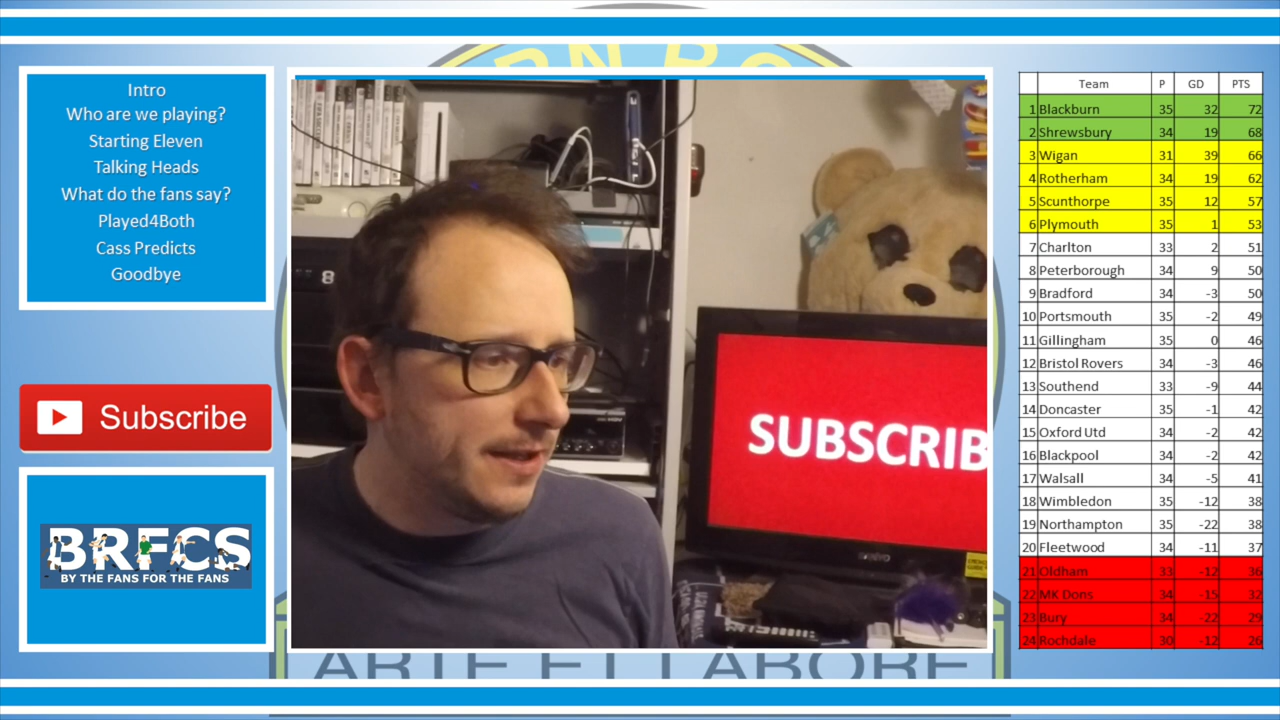 RN RO
Intro
Who are we playing?
Starting Eleven
Talking Heads
What do the fans say?
Played4Both
Cass Predicts
Goodbye
Subscribe
BRFCS
BY THE FANS FOR THE FANS
8
SUBSCRIB
ARTE ET LABORE
Team P GD PTS
1 Blackburn 35 32 72
2 Shrewsbury 34 19 68
3 Wigan 31 39 66
4 Rotherham 34 19 62
5 Scunthorpe 35 12 57
6 Plymouth 35 1 53
7 Charlton 33 2 51
8 Peterborough 34 9 50
9 Bradford 34 -3 50
10 Portsmouth 35 -2 49
11 Gillingham 35 0 46
12 Bristol Rovers 34 -3 46
13 Southend 33 -9 44
14 Doncaster 35 -1 42
15 Oxford Utd 34 -2 42
16 Blackpool 34 -2 42
17 Walsall 34 -5 41
18 Wimbledon 35 -12 38
19 Northampton 35 -22 38
20 Fleetwood 34 -11 37
21 Oldham 33 -12 36
22 MK Dons 34 -15 32
23 Bury 34 -22 29
24 Rochdale 30 -12 26